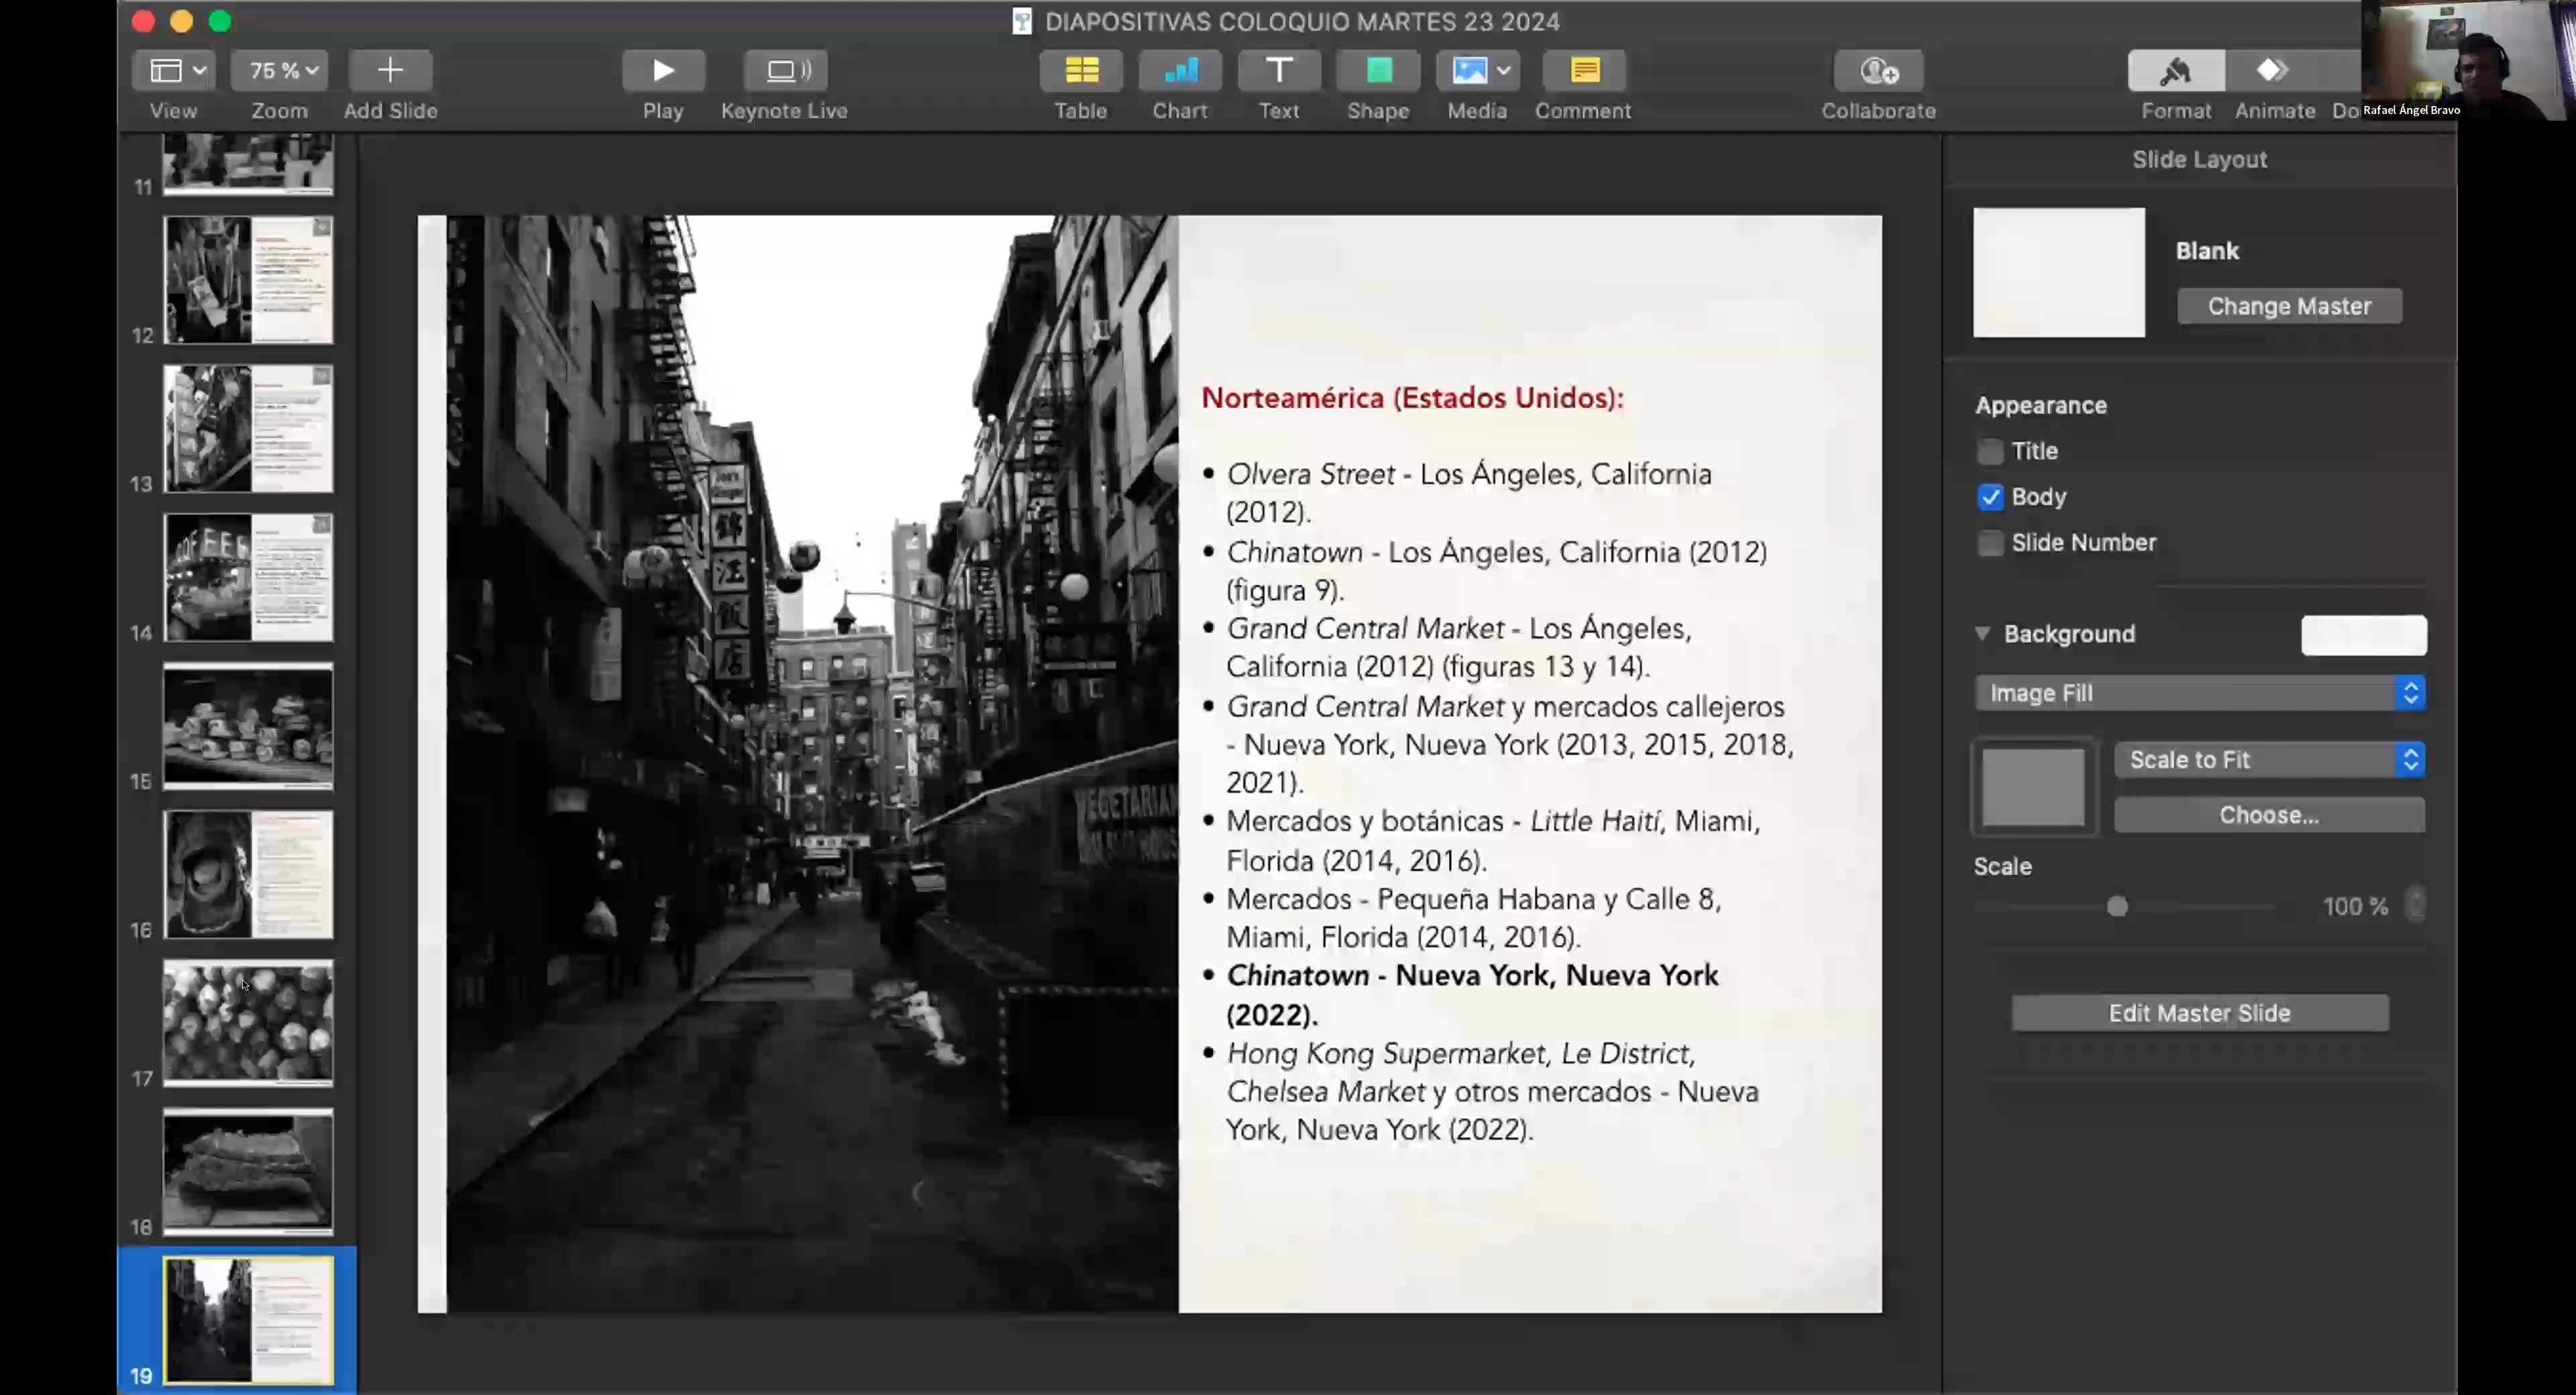 DIAPOSITIVAS COLOQUIO MARTES 23 2024
75 %
View
Zoom
Add Slide
Play
Keynote Live
Table
Chart
Text
Shape
Media
Comment
Collaborate
Format
Animate
Rafael Ángel Bravo
11
12
13
14
15
16
17
18
19
錦
江
飯
店
VEGETARIAN
Norteamérica (Estados Unidos):
• Olvera Street - Los Ángeles, California
(2012).
• Chinatown - Los Ángeles, California (2012)
(figura 9).
• Grand Central Market - Los Ángeles,
California (2012) (figuras 13 y 14).
• Grand Central Market y mercados callejeros
- Nueva York, Nueva York (2013, 2015, 2018,
2021).
• Mercados y botánicas - Little Haití, Miami,
Florida (2014, 2016).
• Mercados - Pequeña Habana y Calle 8,
Miami, Florida (2014, 2016).
• Chinatown - Nueva York, Nueva York
(2022).
• Hong Kong Supermarket, Le District,
Chelsea Market y otros mercados - Nueva
York, Nueva York (2022).
Slide Layout
Blank
Change Master
Appearance
Title
Body
Slide Number
Background
Image Fill
Scale to Fit
Choose...
Scale
100 %
Edit Master Slide